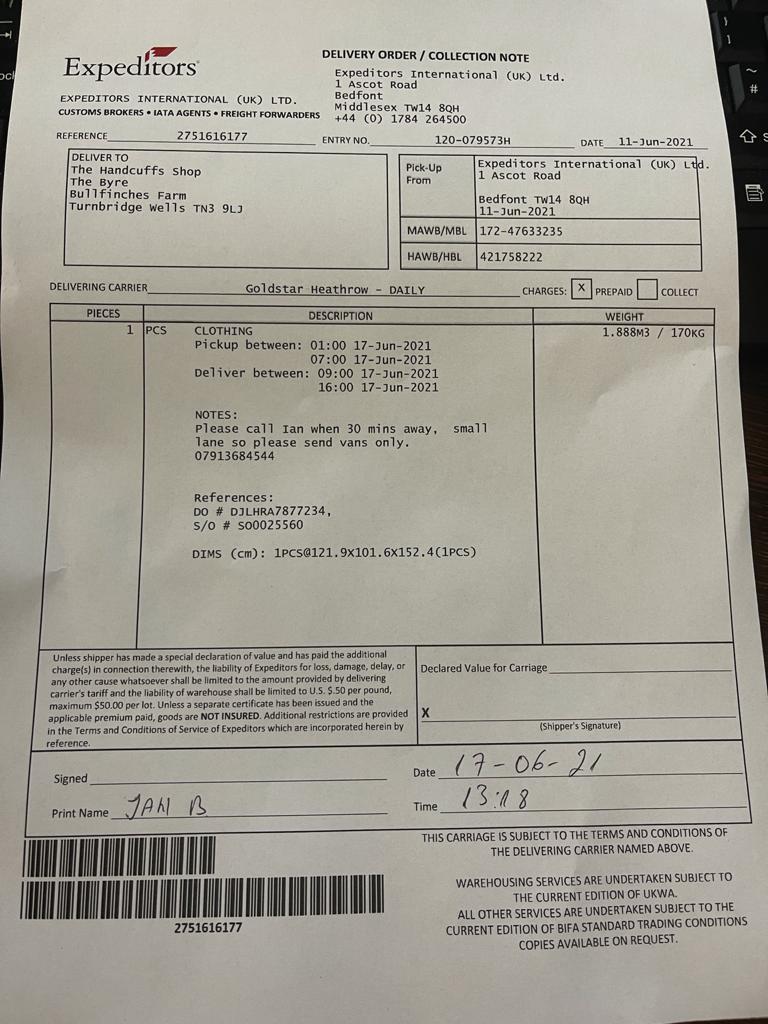 Expeditors
EXPEDITORS INTERNATIONAL (UK) LTD.
CUSTOMS BROKERS • IATA AGENTS • FREIGHT FORWARDERS
DELIVERY ORDER / COLLECTION NOTE
Expeditors International (UK) Ltd.
1 Ascot Road
Bedfont
Middlesex TW14 8QH
+44 (0) 1784 264500
REFERENCE 2751616177 ENTRY NO. 120-079573H DATE 11-Jun-2021
DELIVER TO
The Handcuffs Shop
The Byre
Bullfinches Farm
Turnbridge Wells TN3 9LJ
Pick-Up From
Expeditors International (UK) Ltd.
1 Ascot Road
Bedfont TW14 8QH
11-Jun-2021
MAWB/MBL 172-47633235
HAWB/HBL 421758222
DELIVERING CARRIER Goldstar Heathrow - DAILY CHARGES: X PREPAID COLLECT
PIECES DESCRIPTION WEIGHT
1 PCS CLOTHING 1.888M3 / 170KG
Pickup between: 01:00 17-Jun-2021
07:00 17-Jun-2021
Deliver between: 09:00 17-Jun-2021
16:00 17-Jun-2021
NOTES:
Please call Ian when 30 mins away, small
lane so please send vans only.
07913684544
References:
DO # DJLHRA7877234,
S/O # SO0025560
DIMS (cm): 1PCS@121.9X101.6X152.4(1PCS)
Unless shipper has made a special declaration of value and has paid the additional
charge(s) in connection therewith, the liability of Expeditors for loss, damage, delay, or
any other cause whatsoever shall be limited to the amount provided by delivering
carrier's tariff and the liability of warehouse shall be limited to U.S. $.50 per pound,
maximum $50.00 per lot. Unless a separate certificate has been issued and the
applicable premium paid, goods are NOT INSURED. Additional restrictions are provided
in the Terms and Conditions of Service of Expeditors which are incorporated herein by
reference.
Declared Value for Carriage
X
(Shipper's Signature)
Signed
Date 17-06-21
Print Name JAN B
Time 13:18
THIS CARRIAGE IS SUBJECT TO THE TERMS AND CONDITIONS OF
THE DELIVERING CARRIER NAMED ABOVE.
WAREHOUSING SERVICES ARE UNDERTAKEN SUBJECT TO
THE CURRENT EDITION OF UKWA.
ALL OTHER SERVICES ARE UNDERTAKEN SUBJECT TO THE
CURRENT EDITION OF BIFA STANDARD TRADING CONDITIONS
COPIES AVAILABLE ON REQUEST.
2751616177